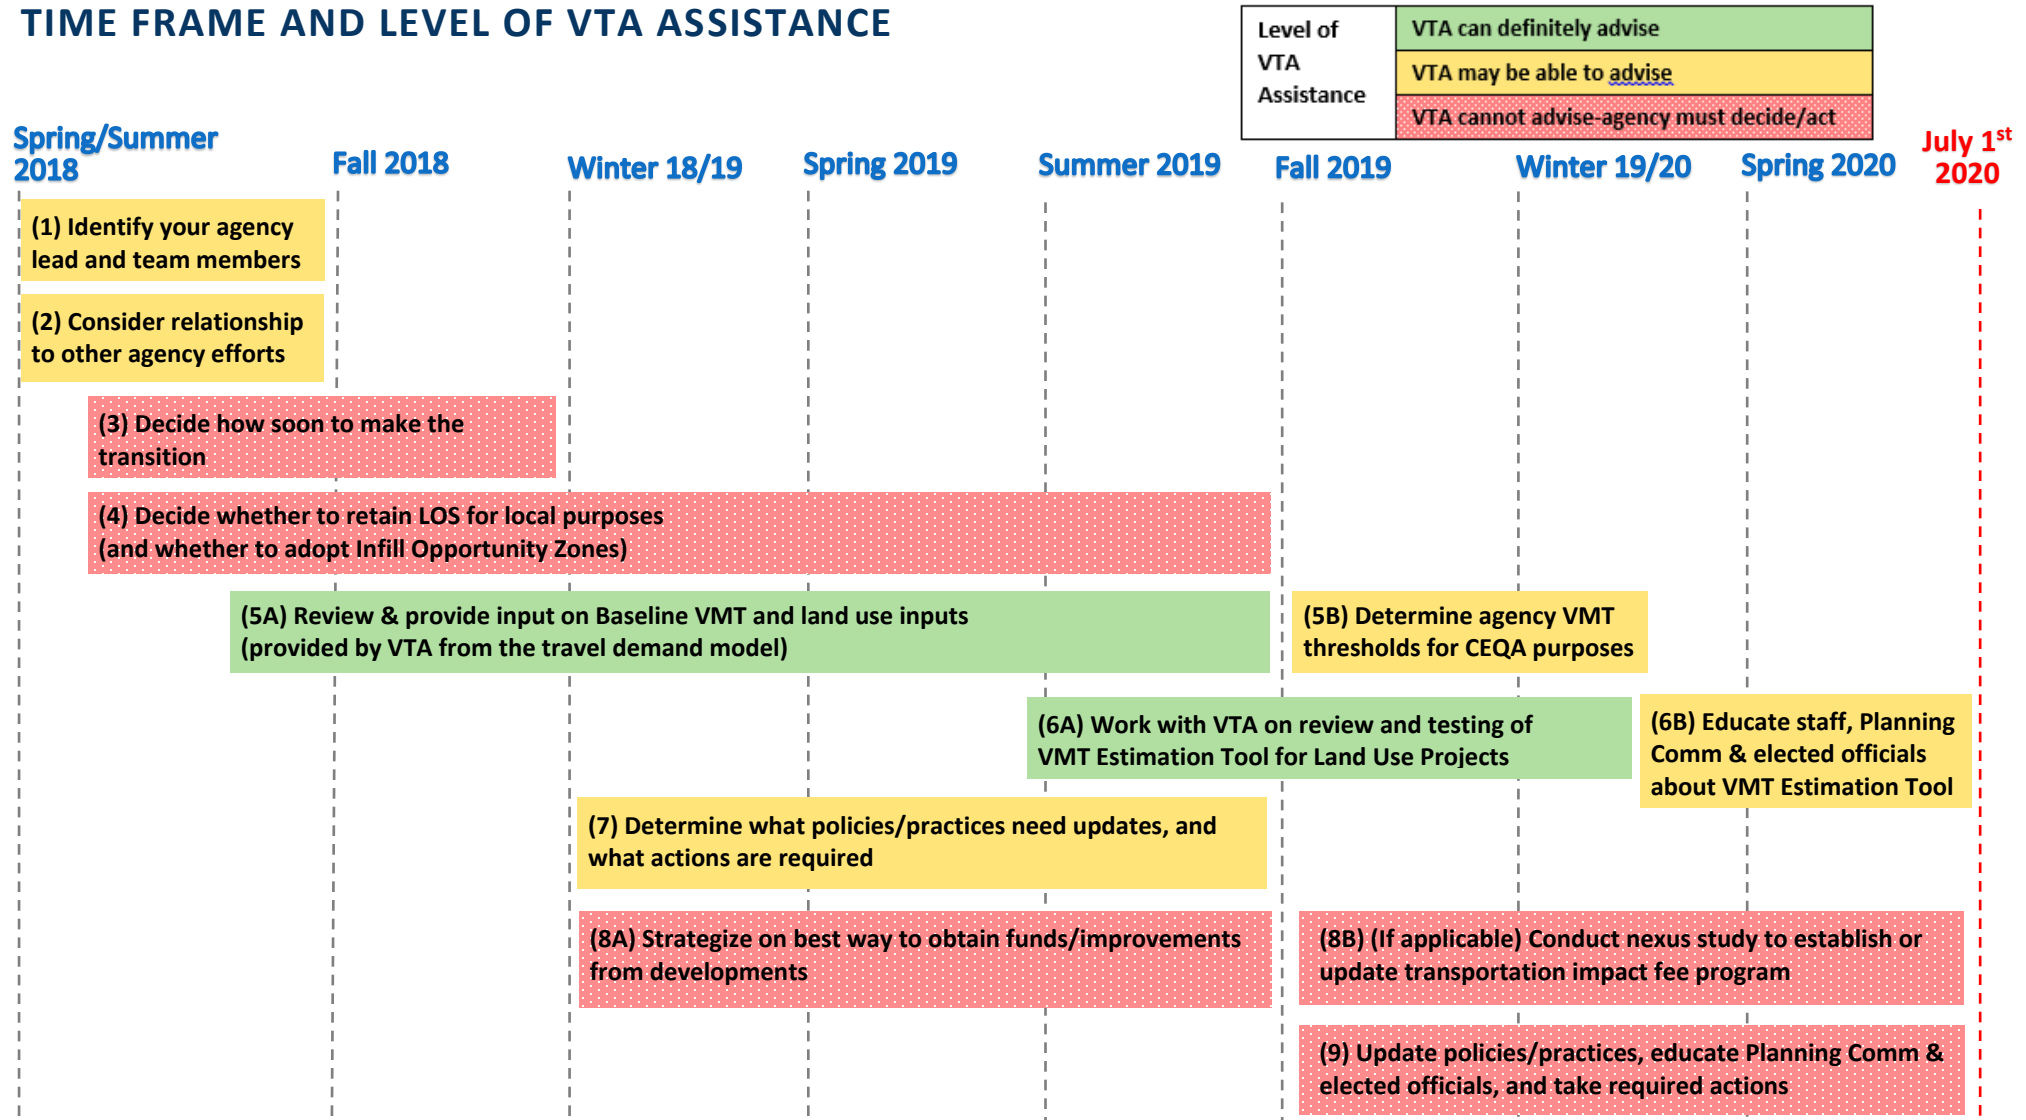 TIME FRAME AND LEVEL OF VTA ASSISTANCE
Level of
VTA
Assistance
VTA can definitely advise
VTA may be able to advise
VTA cannot advise-agency must decide/act
Spring/Summer
2018
Fall 2018
Winter 18/19
Spring 2019
Summer 2019
Fall 2019
Winter 19/20
Spring 2020
July 1st
2020
(1) Identify your agency
lead and team members
(2) Consider relationship
to other agency efforts
(3) Decide how soon to make the
transition
(4) Decide whether to retain LOS for local purposes
(and whether to adopt Infill Opportunity Zones)
(5A) Review & provide input on Baseline VMT and land use inputs
(provided by VTA from the travel demand model)
(5B) Determine agency VMT
thresholds for CEQA purposes
(6A) Work with VTA on review and testing of
VMT Estimation Tool for Land Use Projects
(6B) Educate staff, Planning
Comm & elected officials
about VMT Estimation Tool
(7) Determine what policies/practices need updates, and
what actions are required
(8A) Strategize on best way to obtain funds/improvements
from developments
(8B) (If applicable) Conduct nexus study to establish or
update transportation impact fee program
(9) Update policies/practices, educate Planning Comm &
elected officials, and take required actions